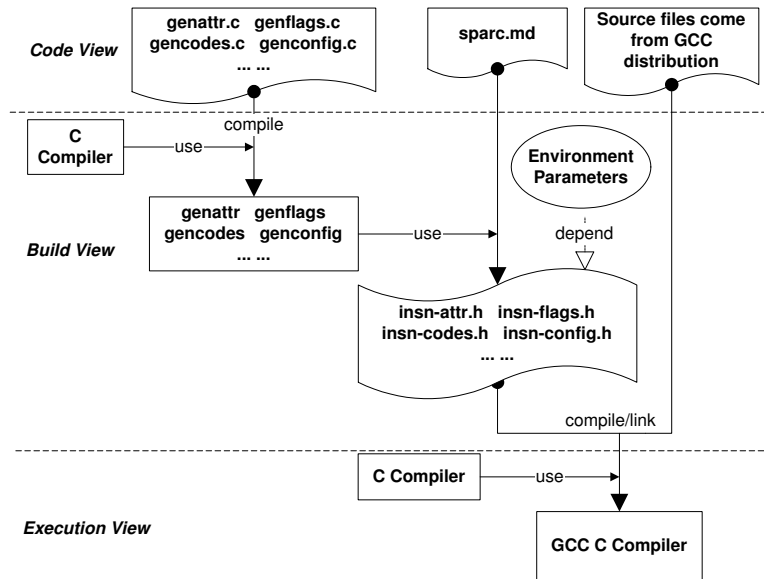 genattr.c genflags.c
gencodes.c genconfig.c
... ...
sparc.md
Source files come
from GCC
distribution
Code View
compile
C
Compiler
use
Environment
Parameters
genattr genflags
gencodes genconfig
... ...
use
depend
Build View
insn-attr.h insn-flags.h
insn-codes.h insn-config.h
... ...
compile/link
C Compiler
use
Execution View
GCC C Compiler